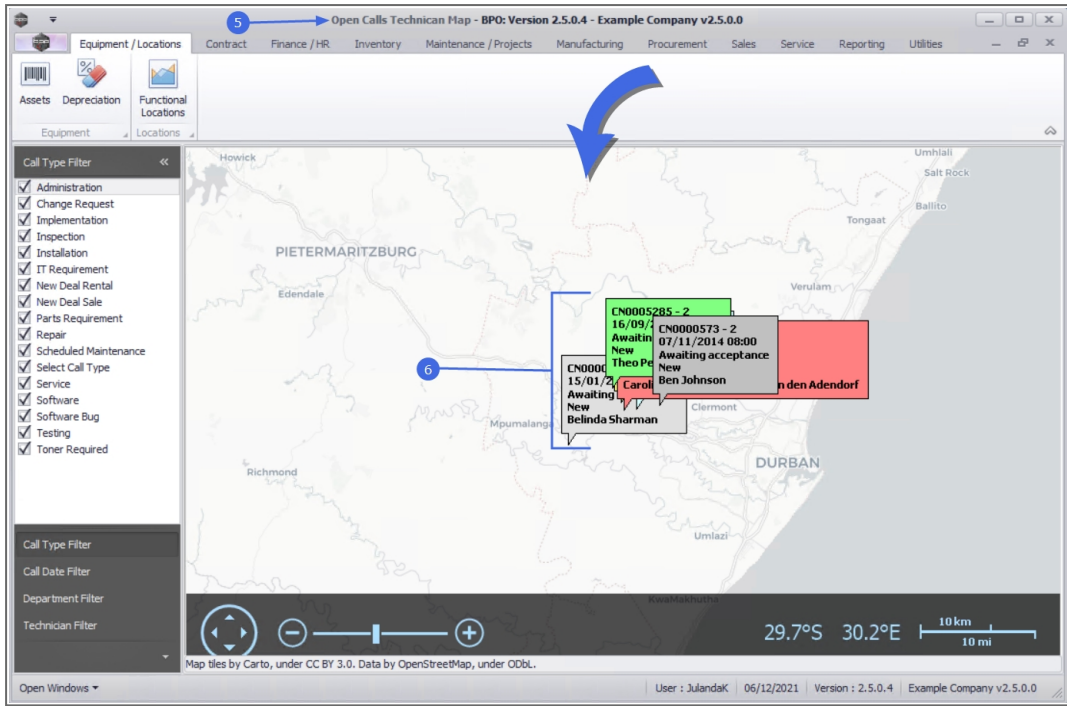 5
Open Calls Technican Map - BPO: Version 2.5.0.4 - Example Company v2.5.0.0
Equipment / Locations Contract Finance / HR Inventory Maintenance / Projects Manufacturing Procurement Sales Service Reporting Utilities
Assets Depreciation Functional Locations
Equipment Locations
Call Type Filter
Administration
Change Request
Implementation
Inspection
Installation
IT Requirement
New Deal Rental
New Deal Sale
Parts Requirement
Repair
Scheduled Maintenance
Select Call Type
Service
Software
Software Bug
Testing
Toner Required
Call Type Filter
Call Date Filter
Department Filter
Technician Filter
Howick
Umhlali
Salt Rock
Ballito
Tongaat
PIETERMARITZBURG
Edendale
Verulam
6
CN0005285 - 2
16/09/
Awaitin
New
Theo Pe
CN0000573 - 2
07/11/2014 08:00
Awaiting acceptance
New
Ben Johnson
Caroli
n den Adendorf
CN000
15/01/2
Awaiting
New
Belinda Sharman
Clermont
Mpumalanga
Richmond
DURBAN
Umlazi
KwaMakhutha
29.7°S 30.2°E 10 km
10 mi
Map tiles by Carto, under CC BY 3.0. Data by OpenStreetMap, under ODbL.
Open Windows User : JulandaK 06/12/2021 Version : 2.5.0.4 Example Company v2.5.0.0